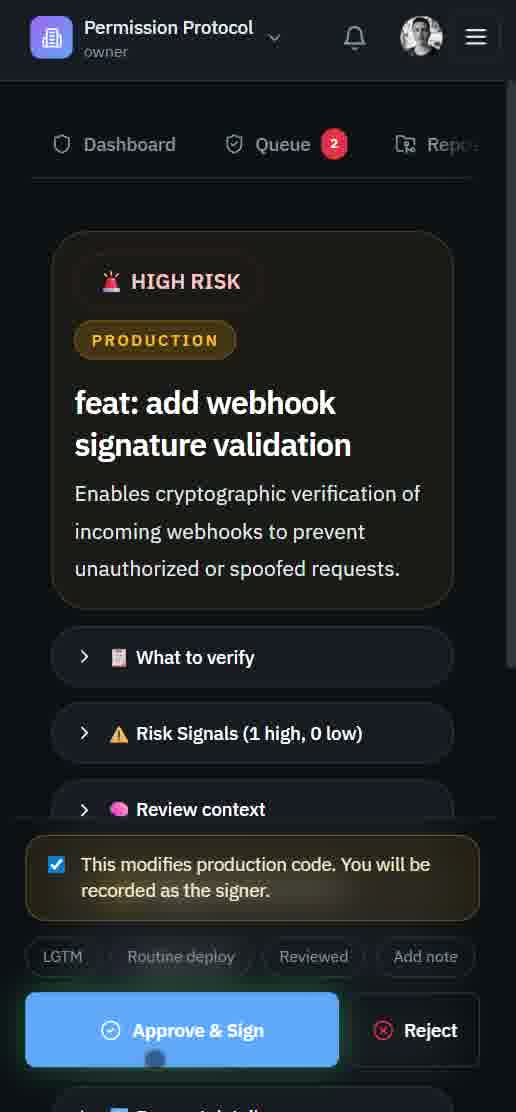 Permission Protocol
owner
Dashboard
Queue 2
🚨 HIGH RISK
PRODUCTION
feat: add webhook
signature validation
Enables cryptographic verification of
incoming webhooks to prevent
unauthorized or spoofed requests.
📋 What to verify
⚠️ Risk Signals (1 high, 0 low)
🧠 Review context
This modifies production code. You will be
recorded as the signer.
LGTM Routine deploy Reviewed Add note
Approve & Sign Reject